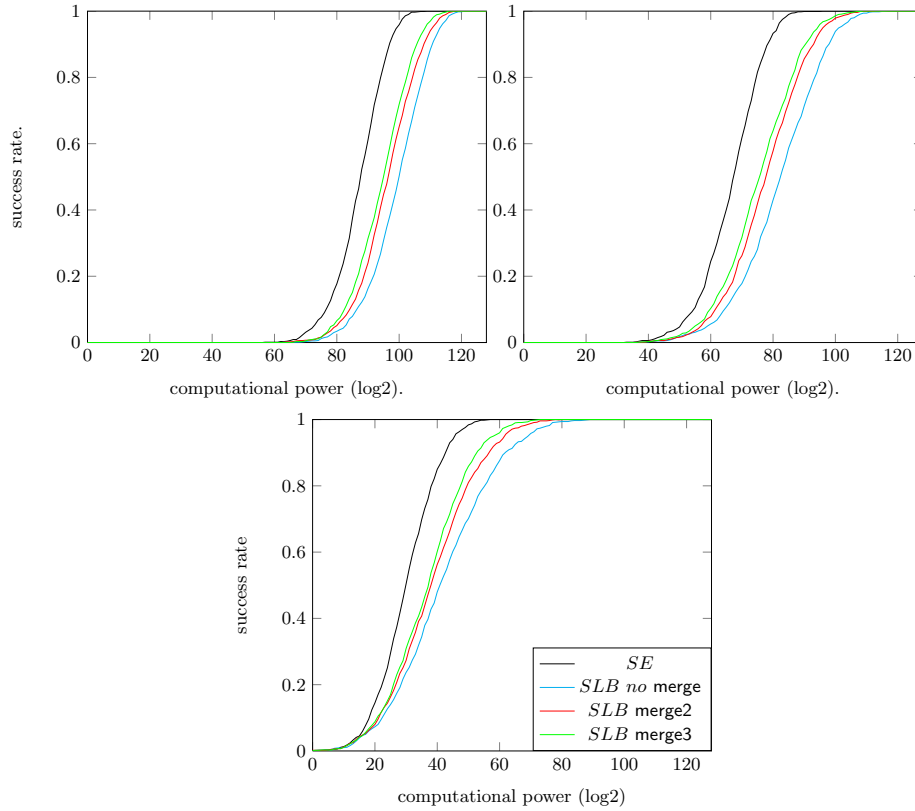 1
0.8
0.6
0.4
0.2
0
success rate.
0 20 40 60 80 100 120
computational power (log2).
1
0.8
0.6
0.4
0.2
0
0 20 40 60 80 100 120
computational power (log2).
1
0.8
0.6
0.4
0.2
0
success rate
0 20 40 60 80 100 120
computational power (log2)
SE
SLB no merge
SLB merge2
SLB merge3